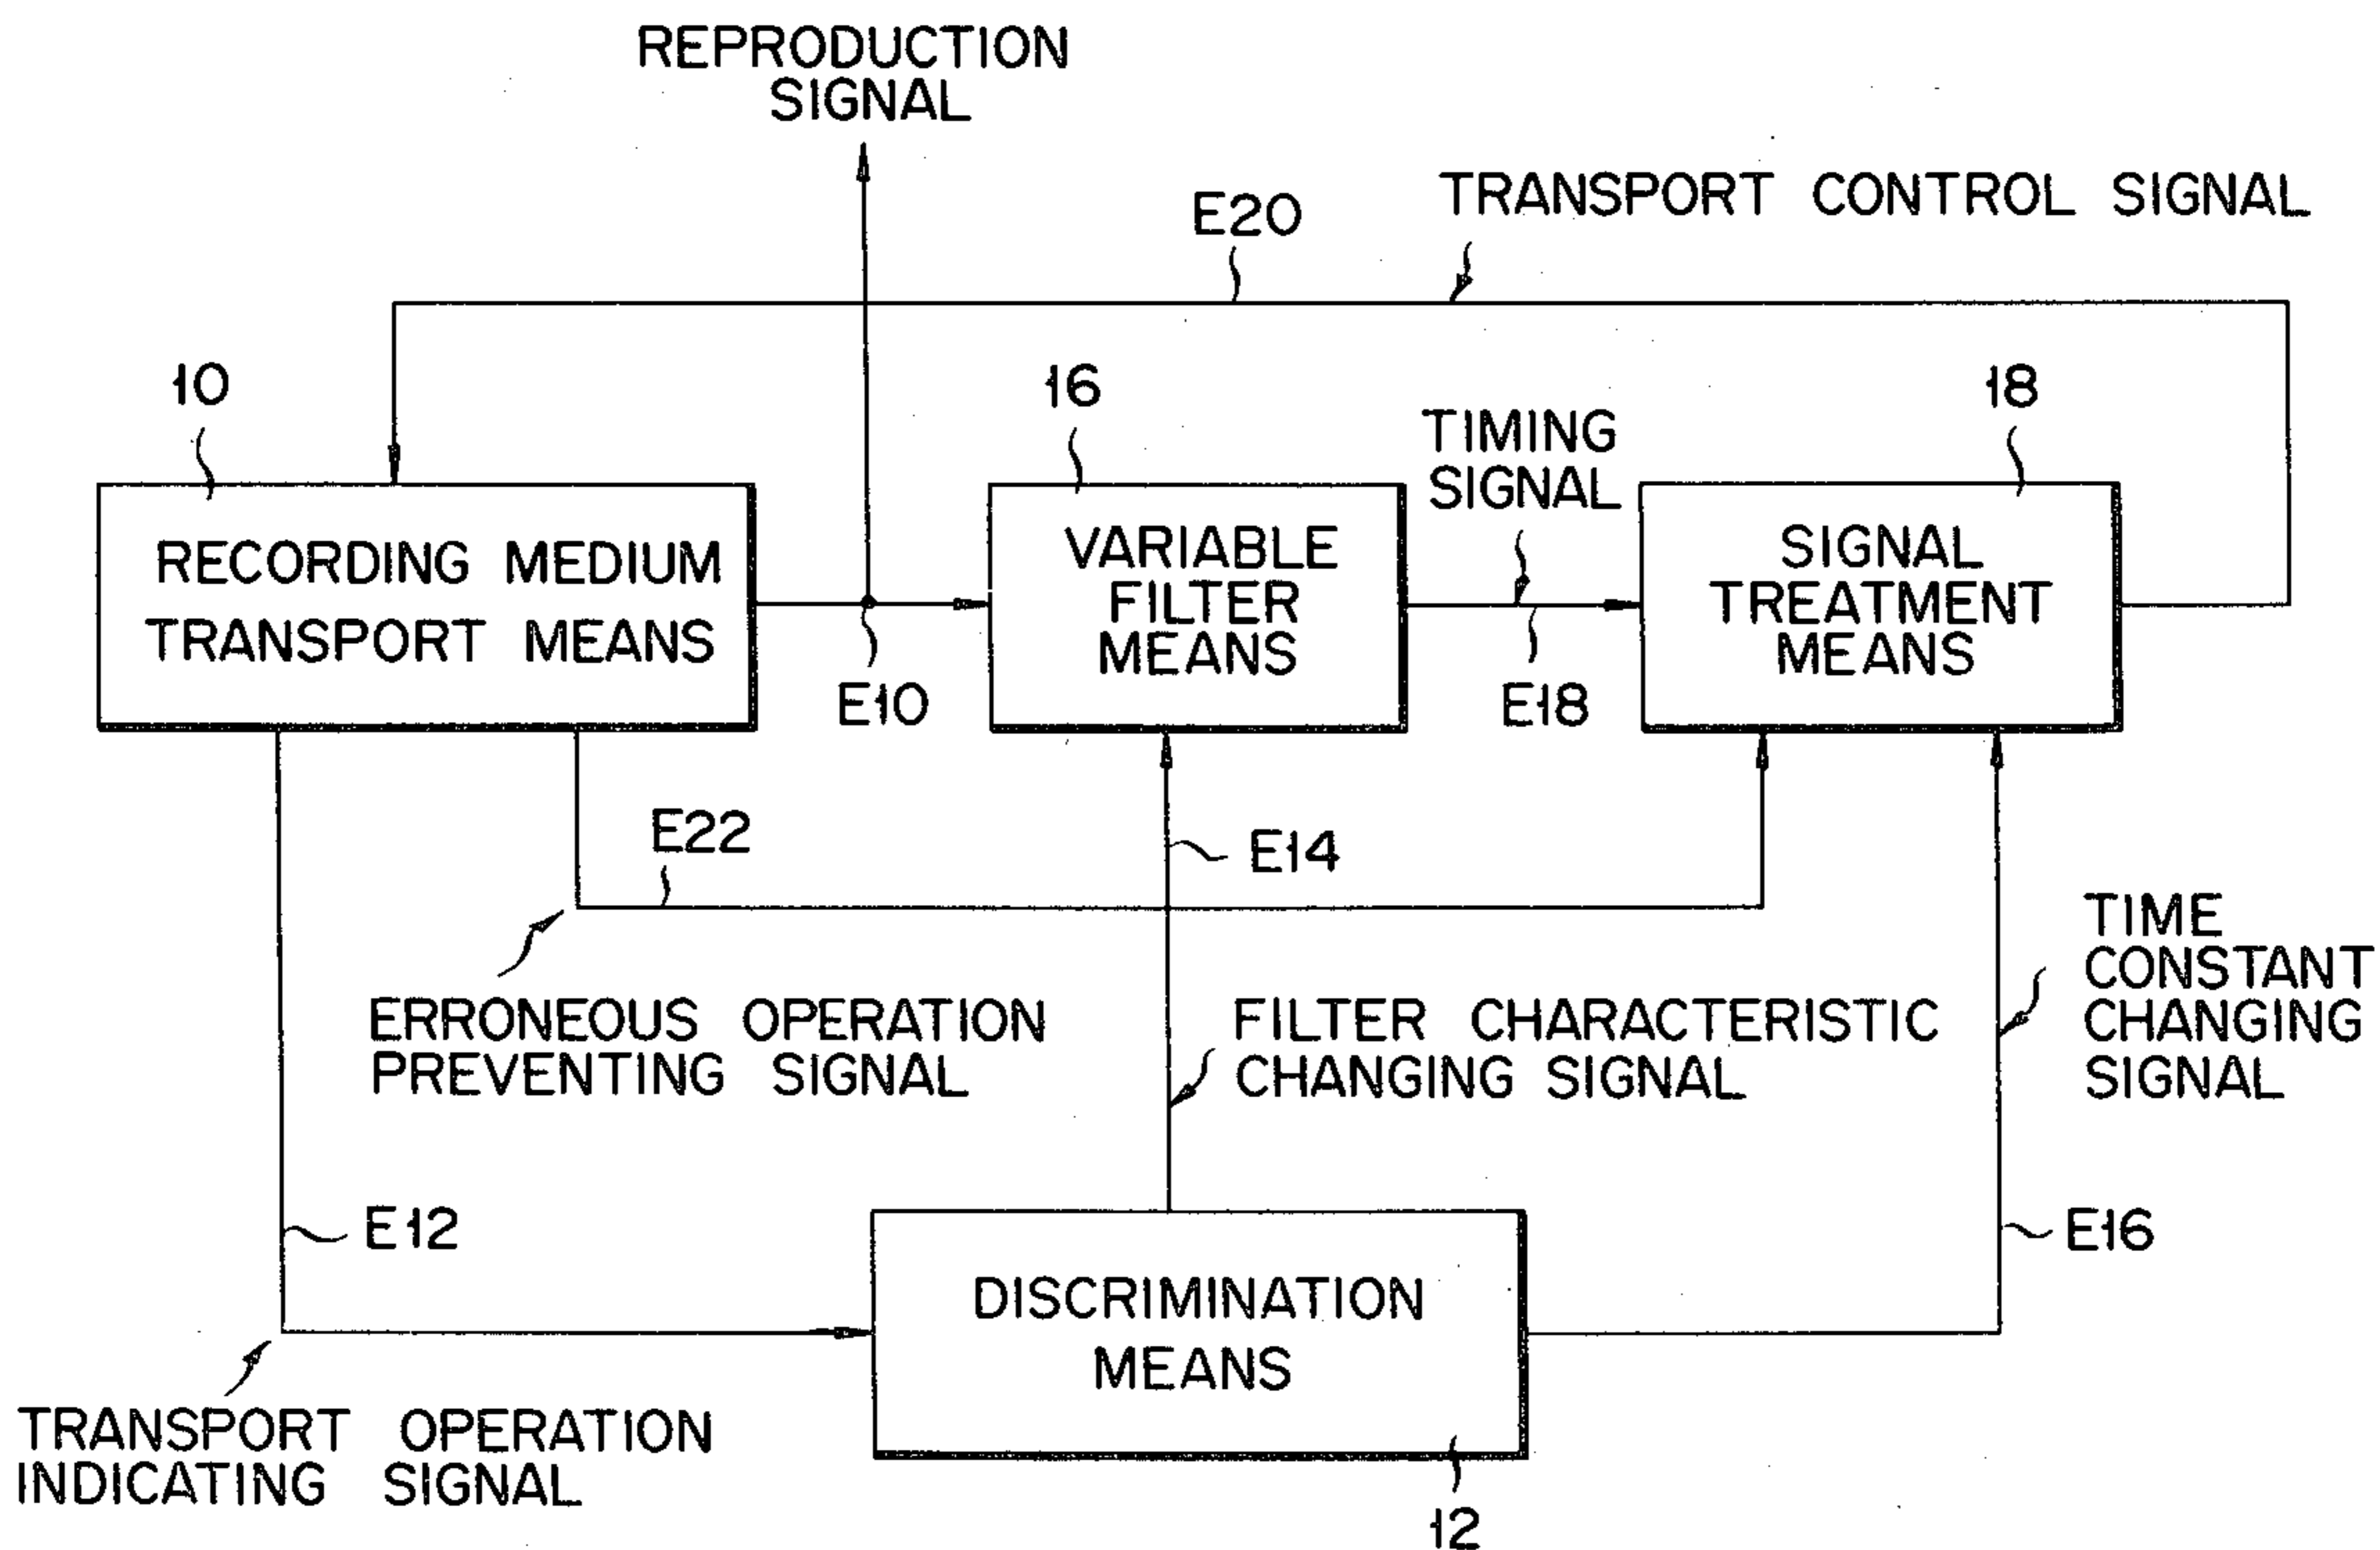 REPRODUCTION
SIGNAL
E20
TRANSPORT CONTROL SIGNAL
10
16
18
TIMING
SIGNAL
RECORDING MEDIUM
TRANSPORT MEANS
VARIABLE
FILTER
MEANS
SIGNAL
TREATMENT
MEANS
E10
E18
E22
E14
ERRONEOUS OPERATION
PREVENTING SIGNAL
FILTER CHARACTERISTIC
CHANGING SIGNAL
TIME
CONSTANT
CHANGING
SIGNAL
E12
E16
DISCRIMINATION
MEANS
TRANSPORT OPERATION
INDICATING SIGNAL
12